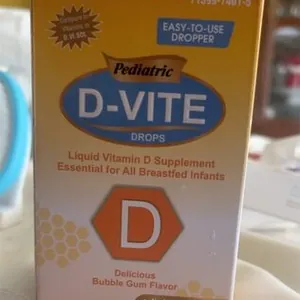 EASY-TO-USE
DROPPER
Pediatric
D-VITE
DROPS
Liquid Vitamin D Supplement
Essential for All Breastfed Infants
D
Delicious
Bubble Gum Flavor